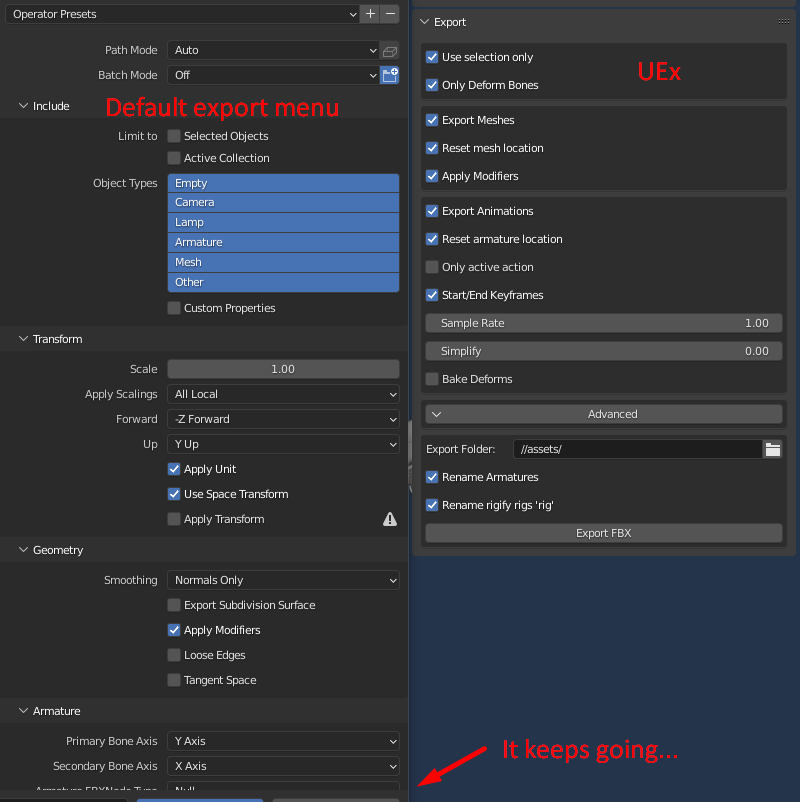 Operator Presets
Path Mode Auto
Batch Mode Off
Include
Default export menu
Limit to Selected Objects
Active Collection
Object Types Empty
Camera
Lamp
Armature
Mesh
Other
Custom Properties
Transform
Scale 1.00
Apply Scalings All Local
Forward -Z Forward
Up Y Up
Apply Unit
Use Space Transform
Apply Transform
Geometry
Smoothing Normals Only
Export Subdivision Surface
Apply Modifiers
Loose Edges
Tangent Space
Armature
Primary Bone Axis Y Axis
Secondary Bone Axis X Axis
Armature FBXNode Type Null
Export
UEx
Use selection only
Only Deform Bones
Export Meshes
Reset mesh location
Apply Modifiers
Export Animations
Reset armature location
Only active action
Start/End Keyframes
Sample Rate 1.00
Simplify 0.00
Bake Deforms
Advanced
Export Folder: //assets/
Rename Armatures
Rename rigify rigs 'rig'
Export FBX
It keeps going...